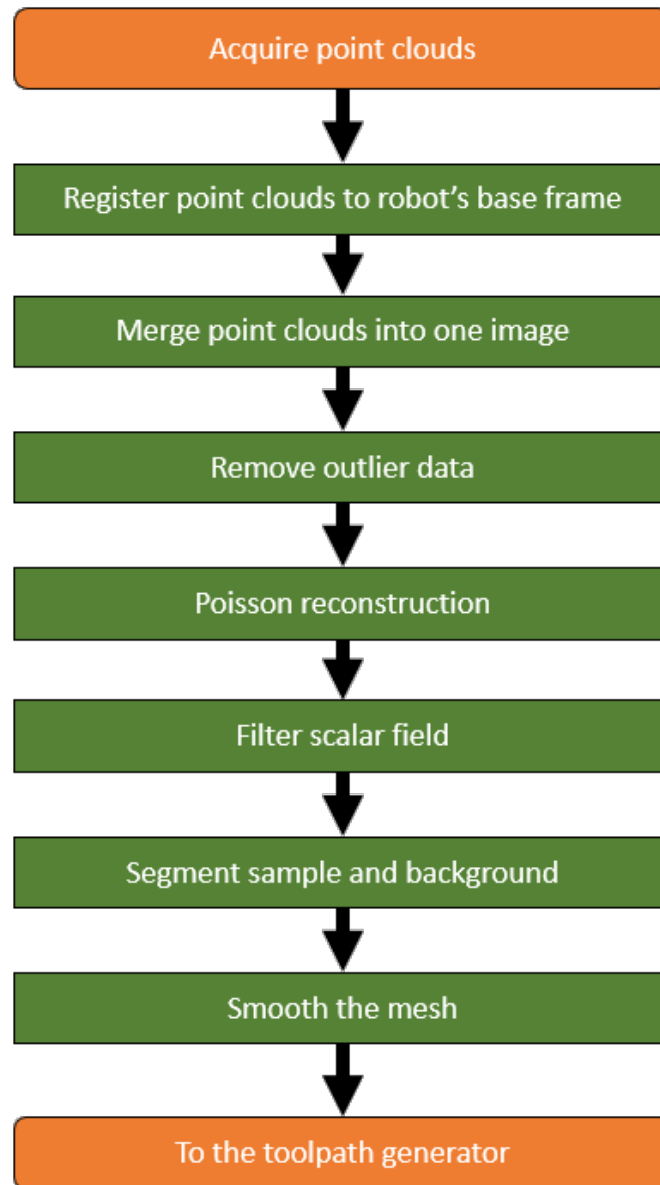 Acquire point clouds
Register point clouds to robot's base frame
Merge point clouds into one image
Remove outlier data
Poisson reconstruction
Filter scalar field
Segment sample and background
Smooth the mesh
To the toolpath generator